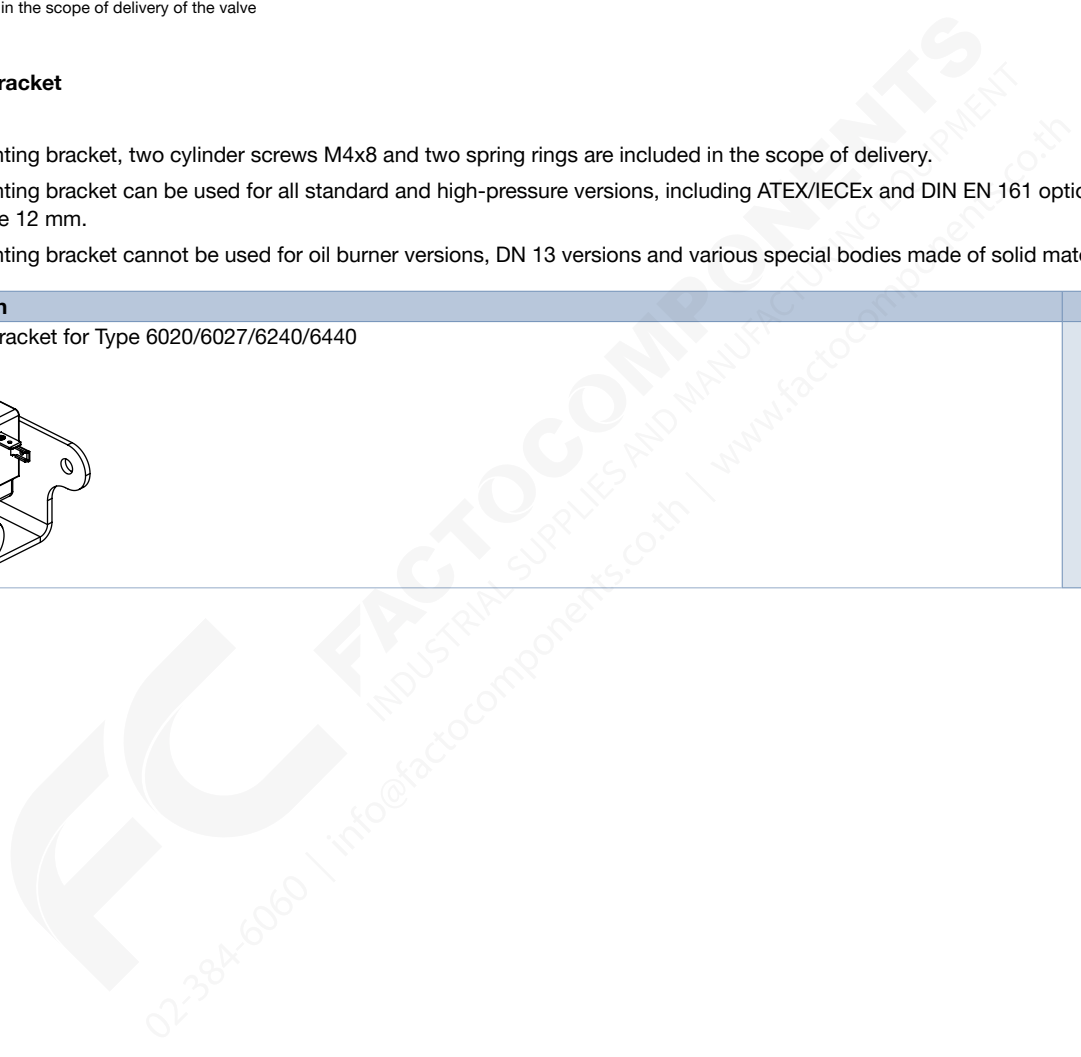 in the scope of delivery of the valve
racket
nting bracket, two cylinder screws M4x8 and two spring rings are included in the scope of delivery.
nting bracket can be used for all standard and high-pressure versions, including ATEX/IECEx and DIN EN 161 optio
e 12 mm.
nting bracket cannot be used for oil burner versions, DN 13 versions and various special bodies made of solid mate
n
racket for Type 6020/6027/6240/6440
FC
FACTOCOMPONENTS
INDUSTRIAL SUPPLIES AND MANUFACTURING EQUIPMENT
02-384-6060 | info@factocomponents.co.th | www.factocomponents.co.th